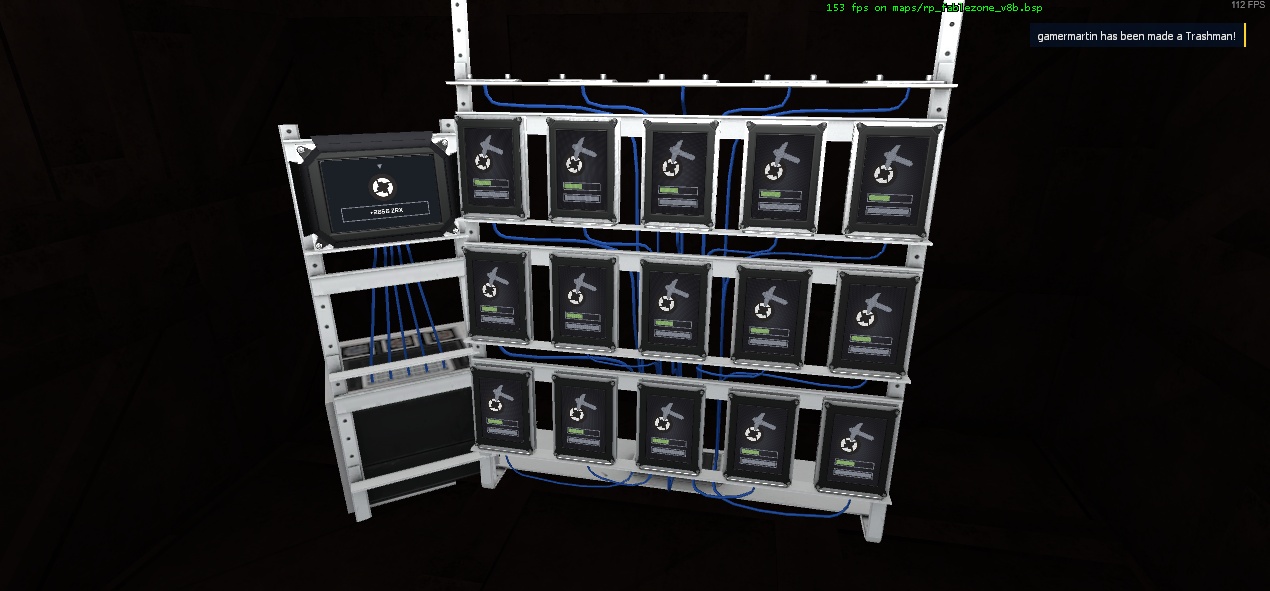 153 fps on maps/rp_fablezone_v8b.bsp
112 FPS
gamermartin has been made a Trashman!